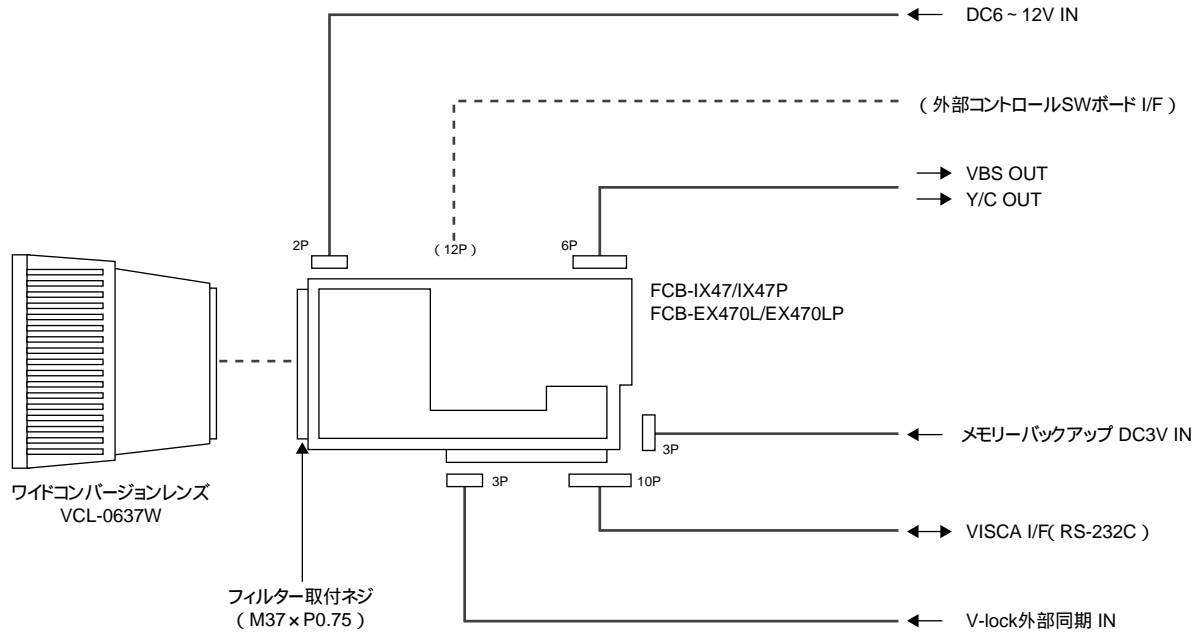 DC6~12V IN
(外部コントロールSWボード I/F)
VBS OUT
Y/C OUT
2P
(12P)
6P
FCB-IX47/IX47P
FCB-EX470L/EX470LP
メモリーバックアップ DC3V IN
3P
3P
10P
ワイドコンバージョンレンズ
VCL-0637W
VISCA I/F(RS-232C)
フィルター取付ネジ
(M37×P0.75)
V-lock外部同期 IN